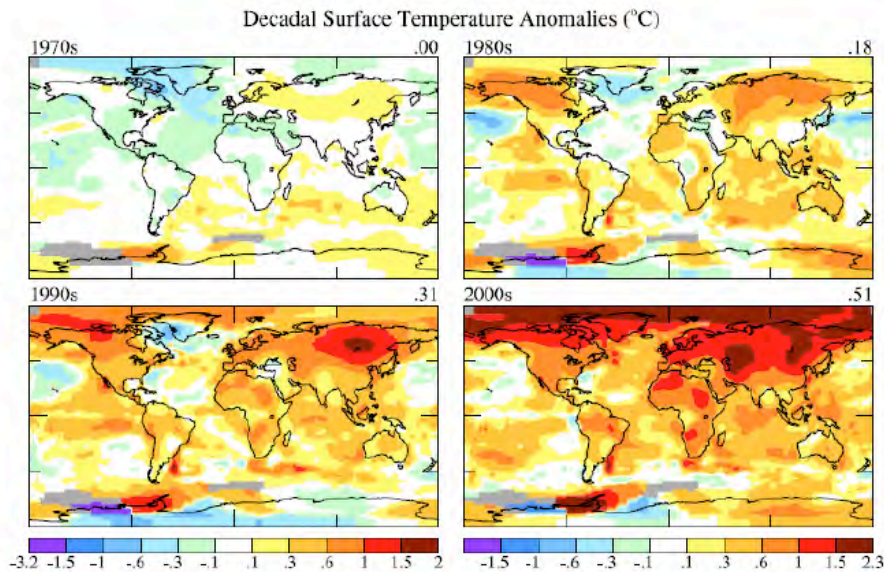 Decadal Surface Temperature Anomalies (°C)
1970s .00
1980s .18
1990s .31
2000s .51
-3.2 -1.5 -1 -.6 -.3 -.1 .1 .3 .6 1 1.5 2
-1.5 -1 -.6 -.3 -.1 .1 .3 .6 1 1.5 2.3